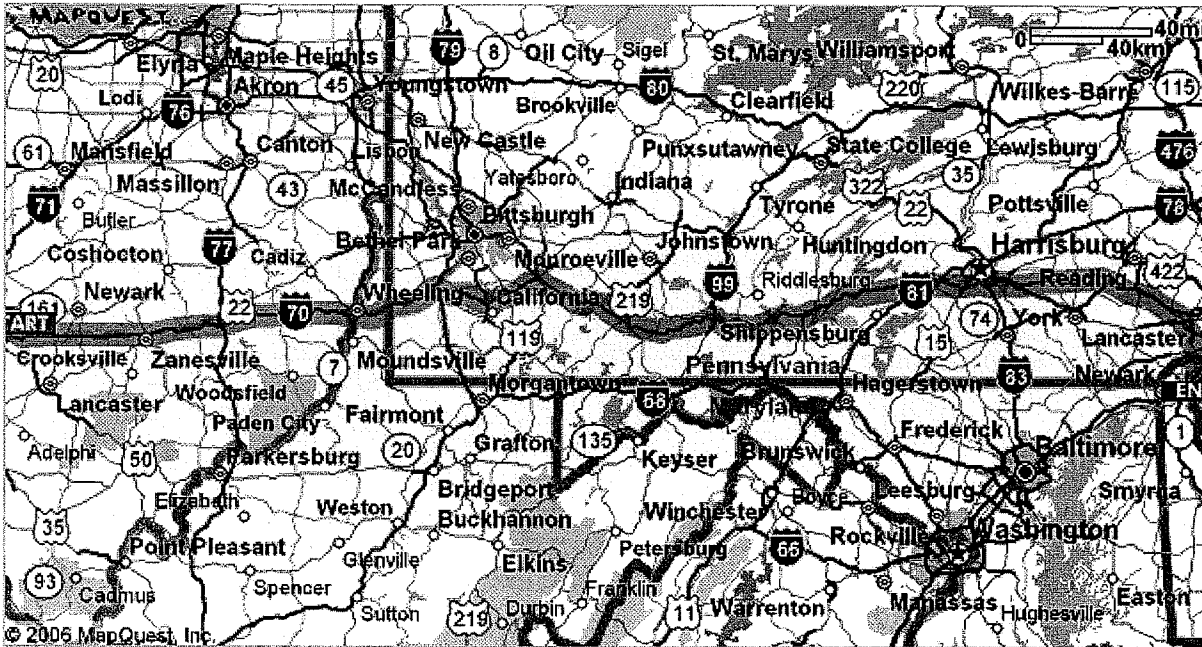 MAPQUEST
40mi
0
40km
Elyria
Maple Heights
79
8
Oil City
Sigel
St. Marys
Williamsport
20
45
Youngstown
80
220
Wilkes-Barre
115
Lodi
76
Akron
Brookville
Clearfield
61
Mansfield
Canton
Lisbon
New Castle
Punxsutawney
State College
Lewisburg
476
Massillon
43
McCandless
Yatesboro
Indiana
322
35
71
Butler
Pittsburgh
Tyrone
22
Pottsville
78
77
Bethel Park
Johnstown
Huntingdon
Harrisburg
Coshocton
Cadiz
Monroeville
99
Riddlesburg
81
Reading
422
Newark
22
70
Wheeling
California
219
161
ART
119
Shippensburg
74
York
Lancaster
Crooksville
Zanesville
7
Moundsville
15
Pennsylvania
83
Newark
Woodsfield
Morgantown
Hagerstown
EN
Lancaster
Paden City
Fairmont
68
Maryland
Adelphi
50
Parkersburg
20
Grafton
135
Keyser
Brunswick
Frederick
Baltimore
1
Elizabeth
Bridgeport
Boyce
Leesburg
Smyrna
35
Weston
Buckhannon
Winchester
Rockville
Washington
Point Pleasant
Glenville
Elkins
Petersburg
66
93
Cadmus
Spencer
Sutton
219
Durbin
Franklin
11
Warrenton
Manassas
Hughesville
Easton
© 2006 MapQuest, Inc.